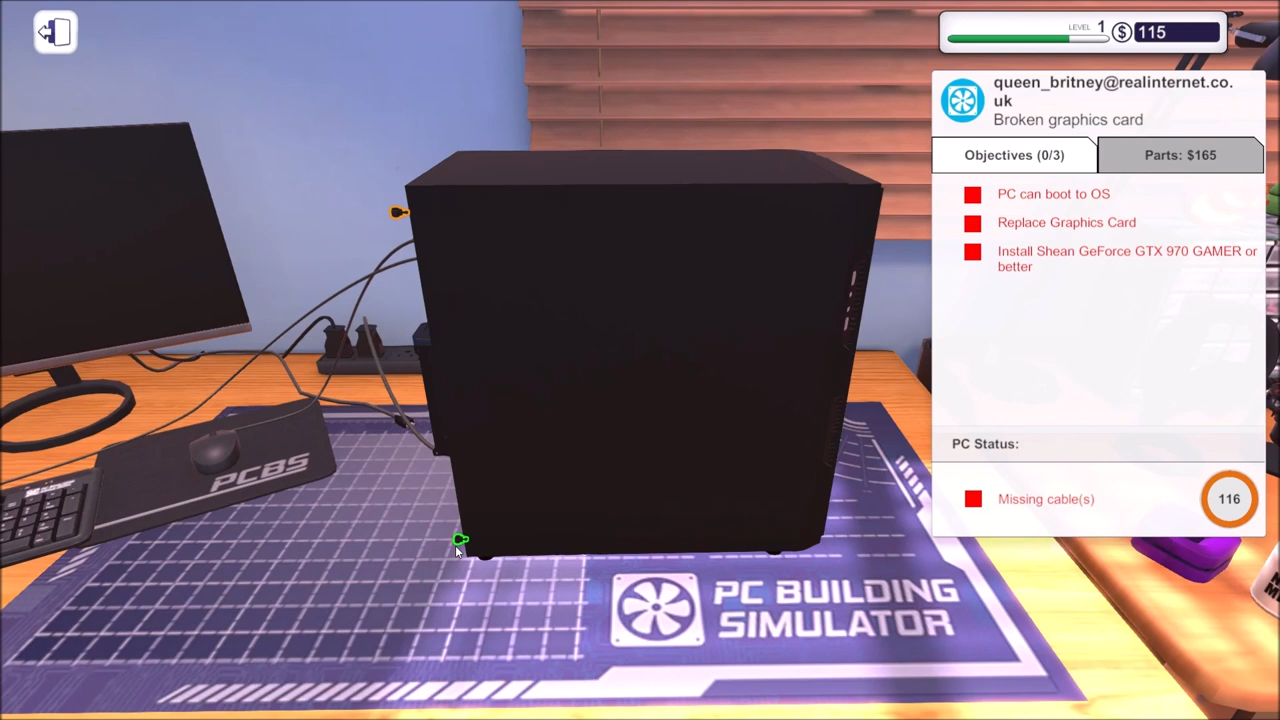 LEVEL 1 $ 115
queen_britney@realinternet.co.
uk
Broken graphics card
Objectives (0/3)
Parts: $165
PC can boot to OS
Replace Graphics Card
Install Shean GeForce GTX 970 GAMER or
better
PC Status:
Missing cable(s)
116
PCBS
PC BUILDING
SIMULATOR